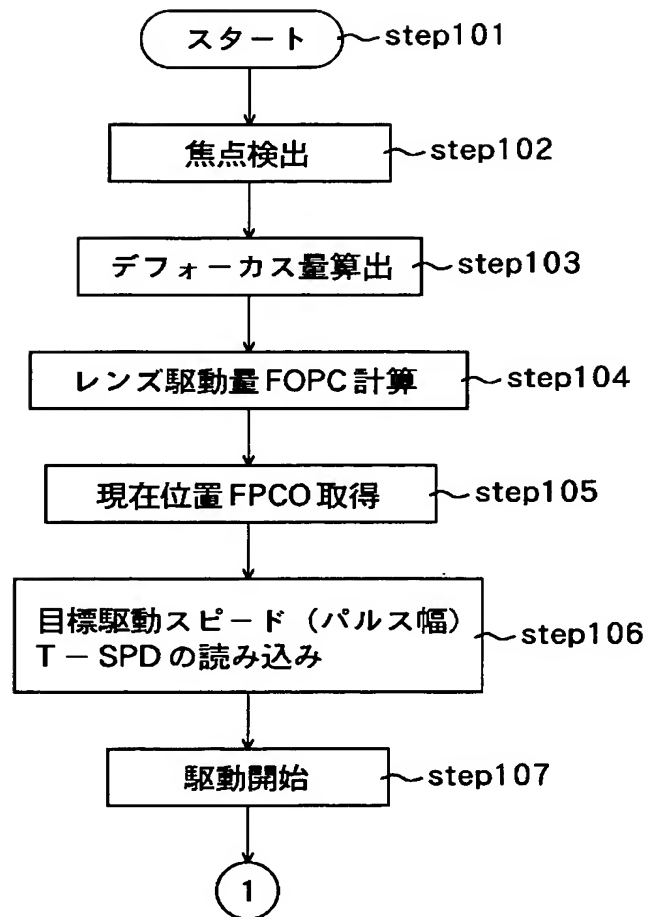 スタート step101
焦点検出 step102
デフォーカス量算出 step103
レンズ駆動量FOPC計算 step104
現在位置FPCO取得 step105
目標駆動スピード（パルス幅）
T－SPDの読み込み step106
駆動開始 step107
1